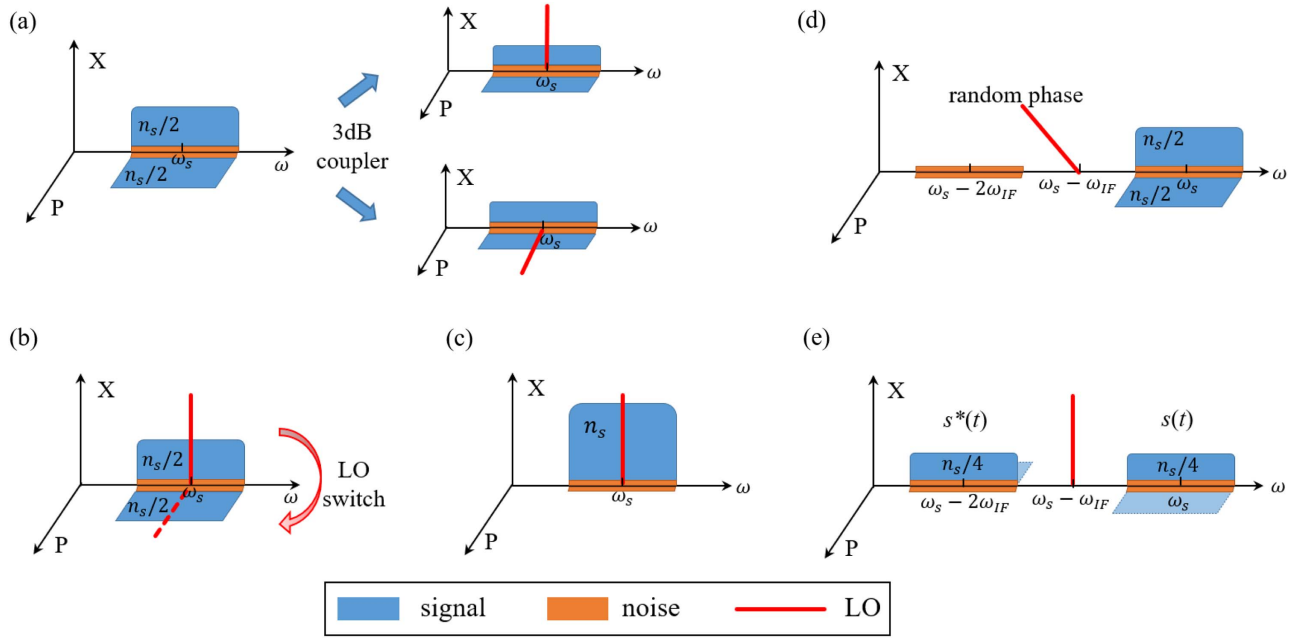 (a)
X
n_s/2
ω_s
ω
n_s/2
P
3dB
coupler
X
ω_s
ω
P
X
ω_s
ω
P
(d)
X
random phase
n_s/2
ω_s − 2ω_IF
ω_s − ω_IF
ω_s
ω
n_s/2
P
(b)
X
n_s/2
ω_s
ω
n_s/2
P
LO
switch
(c)
X
n_s
ω_s
ω
P
(e)
X
s*(t)
s(t)
n_s/4
n_s/4
ω_s − 2ω_IF
ω_s − ω_IF
ω_s
ω
P
signal
noise
LO